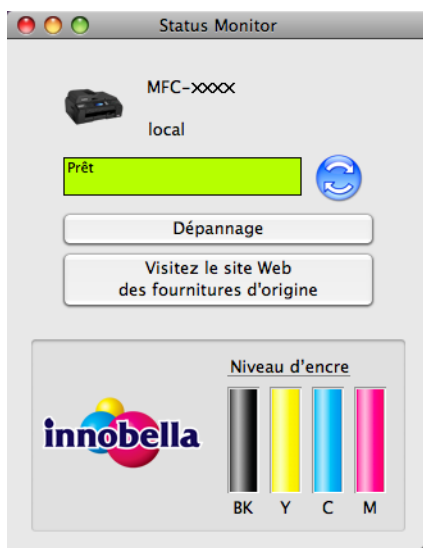 Status Monitor
MFC-xxxx
local
Prêt
Dépannage
Visitez le site Web
des fournitures d'origine
Niveau d'encre
innobella
BK Y C M